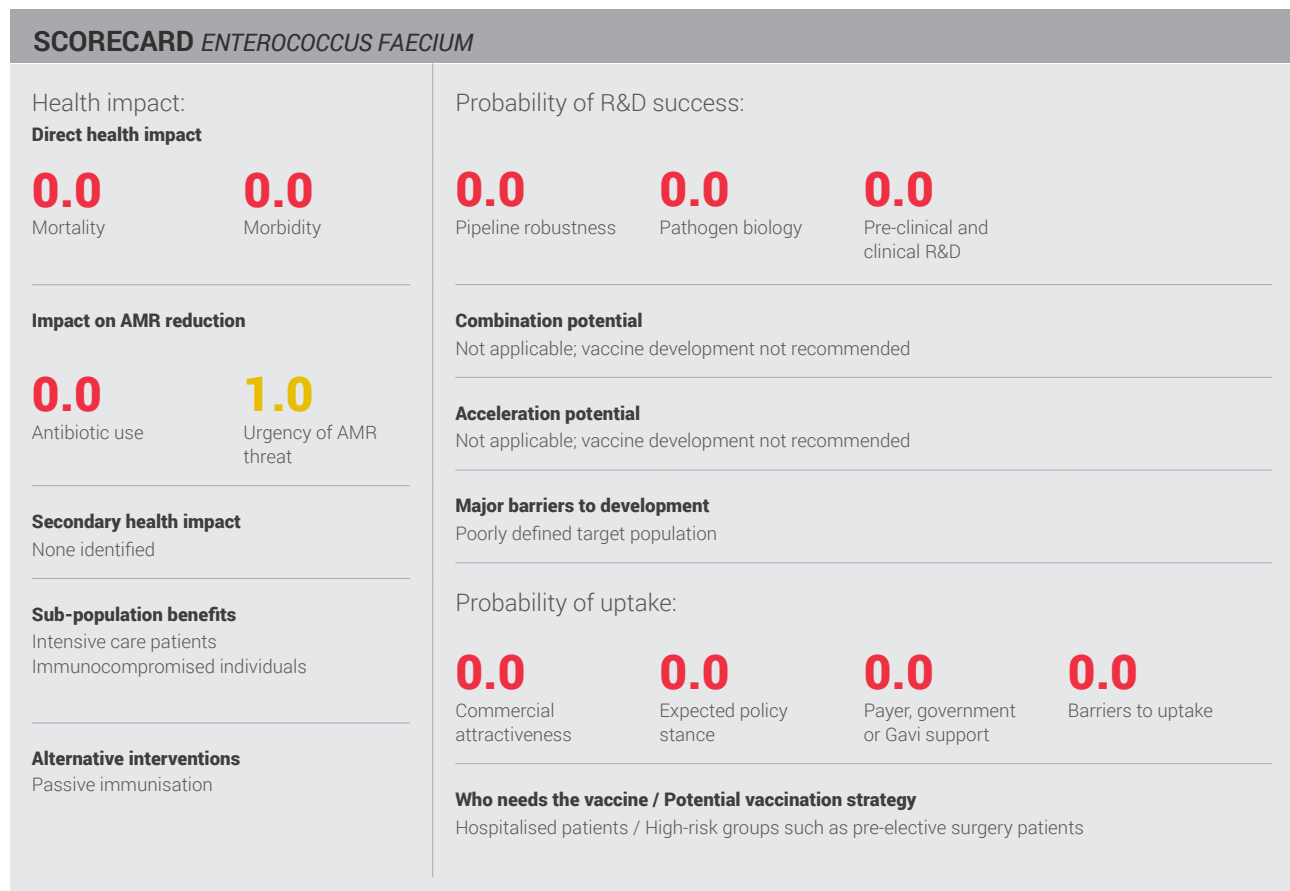 SCORECARD ENTEROCOCCUS FAECIUM
Health impact:
Direct health impact
0.0
Mortality
0.0
Morbidity
Impact on AMR reduction
0.0
Antibiotic use
1.0
Urgency of AMR
threat
Secondary health impact
None identified
Sub-population benefits
Intensive care patients
Immunocompromised individuals
Alternative interventions
Passive immunisation
Probability of R&D success:
0.0
Pipeline robustness
0.0
Pathogen biology
0.0
Pre-clinical and
clinical R&D
Combination potential
Not applicable; vaccine development not recommended
Acceleration potential
Not applicable; vaccine development not recommended
Major barriers to development
Poorly defined target population
Probability of uptake:
0.0
Commercial
attractiveness
0.0
Expected policy
stance
0.0
Payer, government
or Gavi support
0.0
Barriers to uptake
Who needs the vaccine / Potential vaccination strategy
Hospitalised patients / High-risk groups such as pre-elective surgery patients